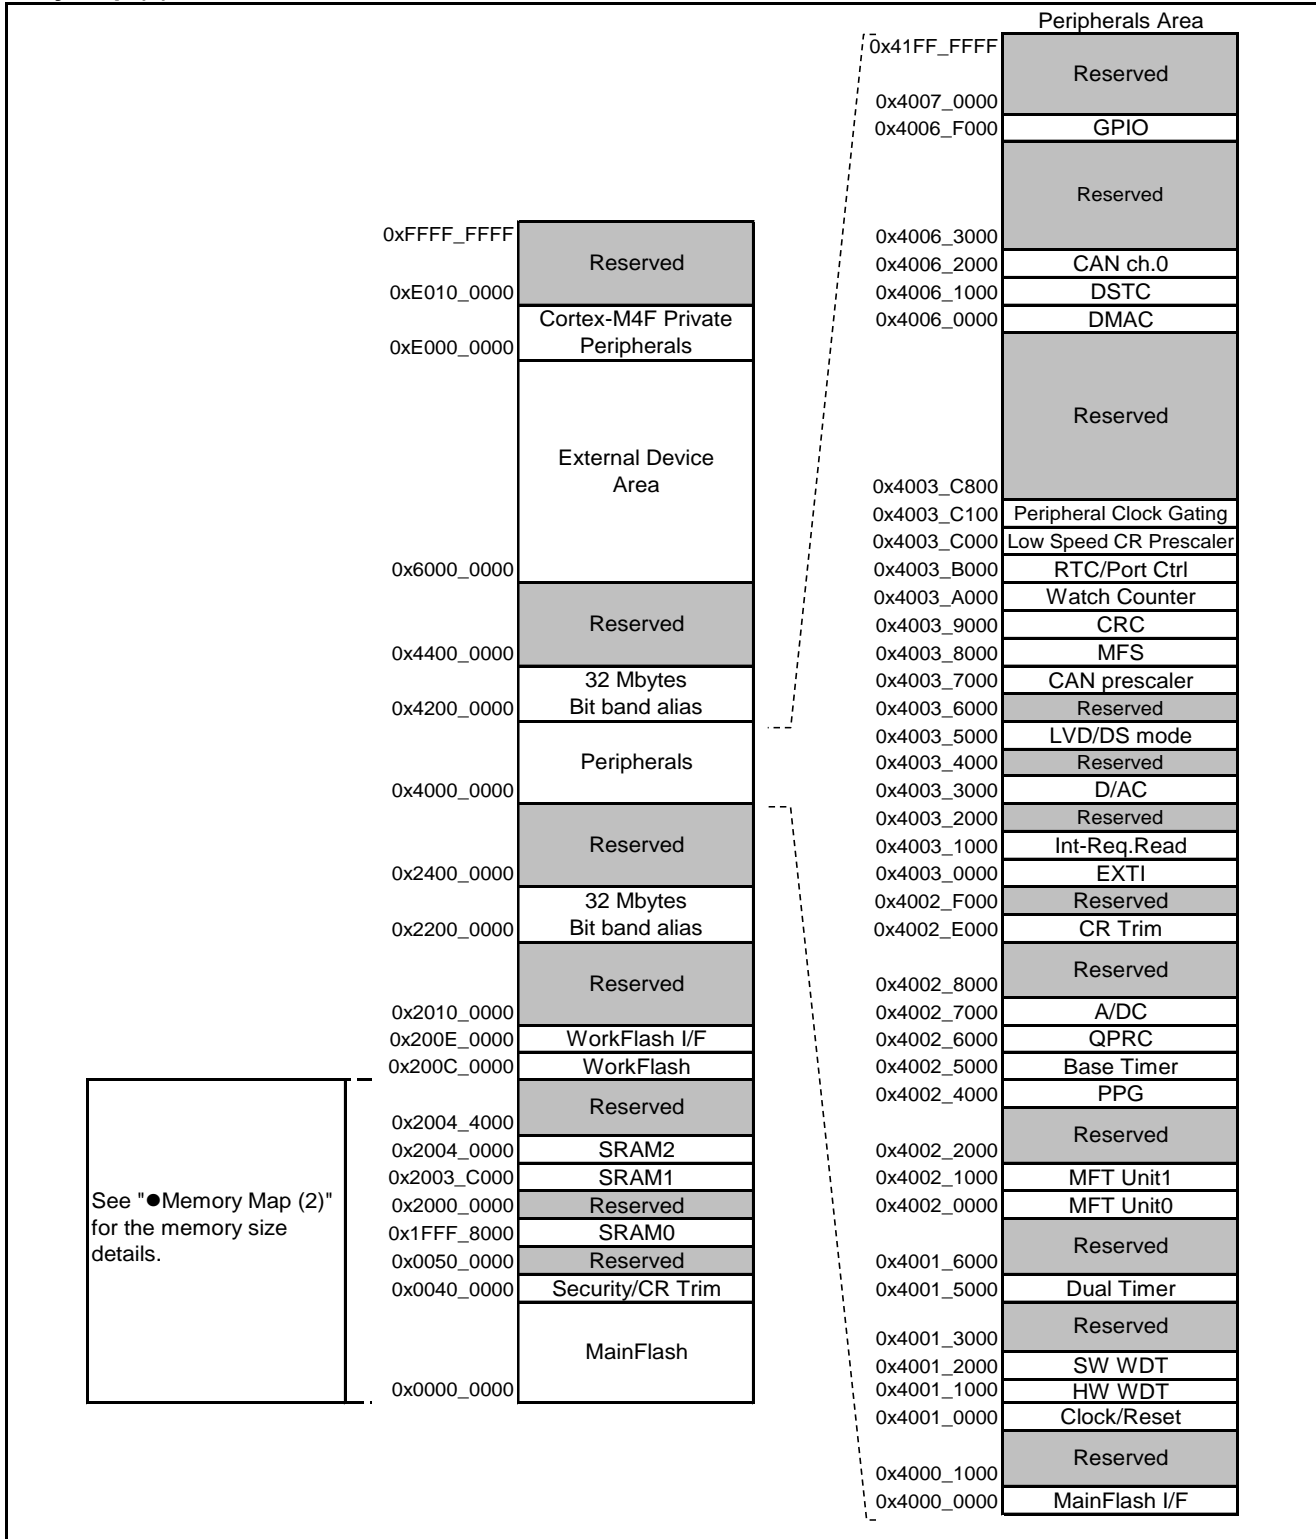 Peripherals Area
0x41FF_FFFF
Reserved
0x4007_0000
0x4006_F000 GPIO
Reserved
0x4006_3000
0x4006_2000 CAN ch.0
0x4006_1000 DSTC
0x4006_0000 DMAC
Reserved
0x4003_C800
0x4003_C100 Peripheral Clock Gating
0x4003_C000 Low Speed CR Prescaler
0x4003_B000 RTC/Port Ctrl
0x4003_A000 Watch Counter
0x4003_9000 CRC
0x4003_8000 MFS
0x4003_7000 CAN prescaler
0x4003_6000 Reserved
0x4003_5000 LVD/DS mode
0x4003_4000 Reserved
0x4003_3000 D/AC
0x4003_2000 Reserved
0x4003_1000 Int-Req.Read
0x4003_0000 EXTI
0x4002_F000 Reserved
0x4002_E000 CR Trim
Reserved
0x4002_8000
0x4002_7000 A/DC
0x4002_6000 QPRC
0x4002_5000 Base Timer
0x4002_4000 PPG
Reserved
0x4002_2000
0x4002_1000 MFT Unit1
0x4002_0000 MFT Unit0
Reserved
0x4001_6000
0x4001_5000 Dual Timer
Reserved
0x4001_3000
0x4001_2000 SW WDT
0x4001_1000 HW WDT
0x4001_0000 Clock/Reset
Reserved
0x4000_1000
0x4000_0000 MainFlash I/F
0xFFFF_FFFF
Reserved
0xE010_0000
Cortex-M4F Private
0xE000_0000 Peripherals
External Device
Area
0x6000_0000
Reserved
0x4400_0000
32 Mbytes
0x4200_0000 Bit band alias
Peripherals
0x4000_0000
Reserved
0x2400_0000
32 Mbytes
0x2200_0000 Bit band alias
Reserved
0x2010_0000
0x200E_0000 WorkFlash I/F
0x200C_0000 WorkFlash
Reserved
0x2004_4000
0x2004_0000 SRAM2
0x2003_C000 SRAM1
0x2000_0000 Reserved
0x1FFF_8000 SRAM0
0x0050_0000 Reserved
0x0040_0000 Security/CR Trim
MainFlash
0x0000_0000
See "●Memory Map (2)"
for the memory size
details.